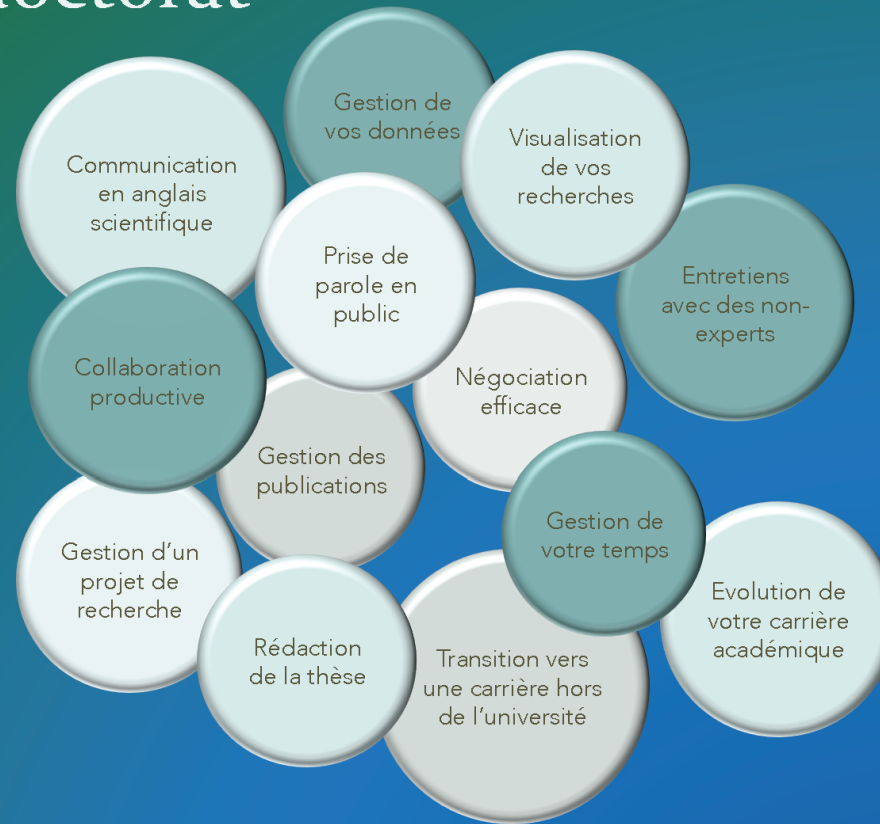 doctorat
Gestion de
vos données
Communication
en anglais
scientifique
Visualisation
de vos
recherches
Prise de
parole en
public
Entretiens
avec des non-
experts
Collaboration
productive
Négociation
efficace
Gestion des
publications
Gestion de
votre temps
Gestion d'un
projet de
recherche
Evolution de
votre carrière
académique
Rédaction
de la thèse
Transition vers
une carrière hors
de l'université